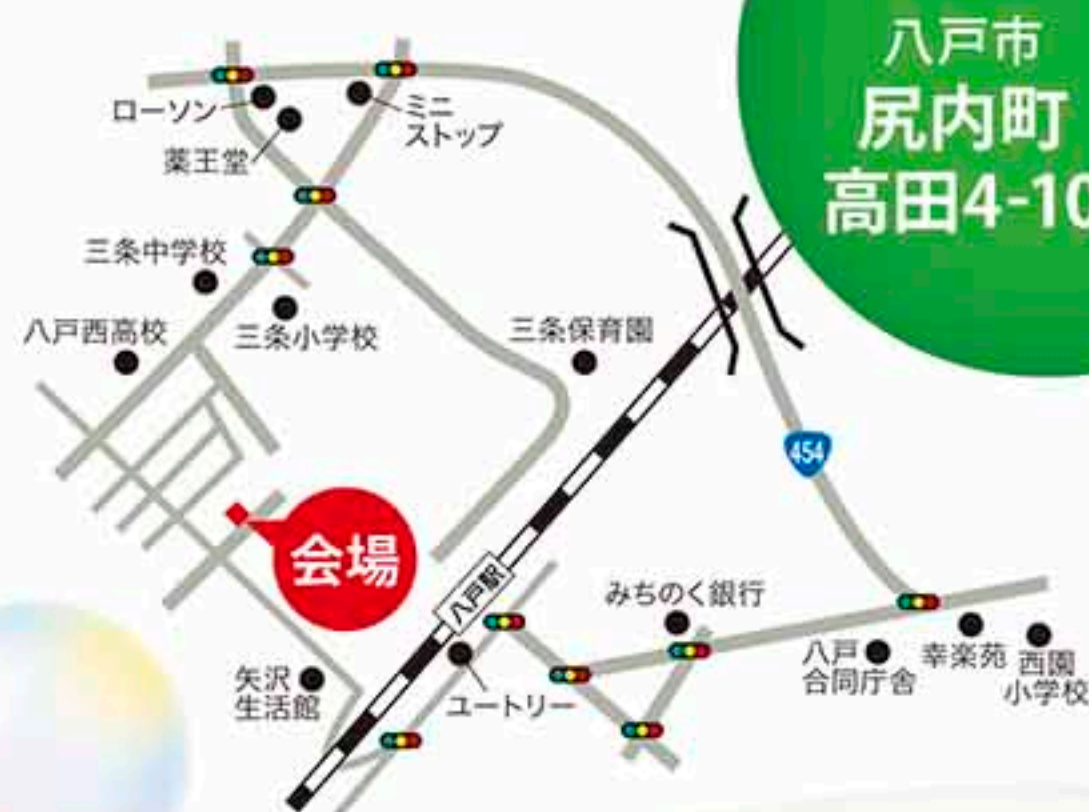 八戸市
尻内町
高田4-10
ローソン
ミニ
ストップ
薬王堂
三条中学校
八戸西高校
三条小学校
三条保育園
454
会場
八戸駅
みちのく銀行
矢沢
生活館
ユートリー
八戸
合同庁舎
幸楽苑
西園
小学校